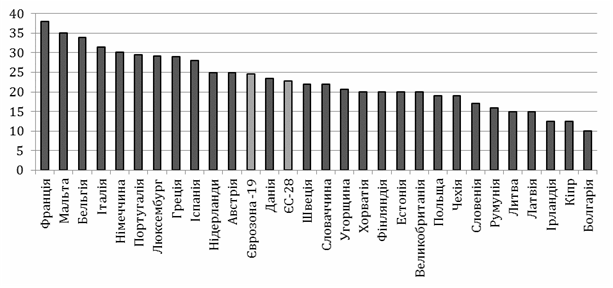 40
35
30
25
20
15
10
5
0
Франція
Мальта
Бельгія
Італія
Німеччина
Португалія
Люксембург
Греція
Іспанія
Нідерланди
Австрія
Єврозона -19
Данія
ЄС-28
Швеція
Словаччина
Угорщина
Хорватія
Фінляндія
Естонія
Великобританія
Польща
Чехія
Словенія
Румунія
Литва
Латвія
Ірландія
Кіпр
Болгарія